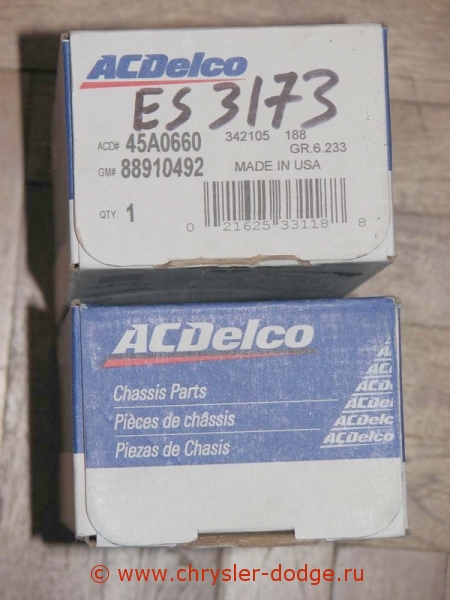 ACDelco
ES 3173
ACD# 45A0660 342105 188
GR.6.233
GM# 88910492 MADE IN USA
QTY. 1
0 21625 33118 8
ACDelco
Chassis Parts
Pièces de châssis
Piezas de Chasis
ACDelco
ACDelco
ACDelco
© www.chrysler-dodge.ru